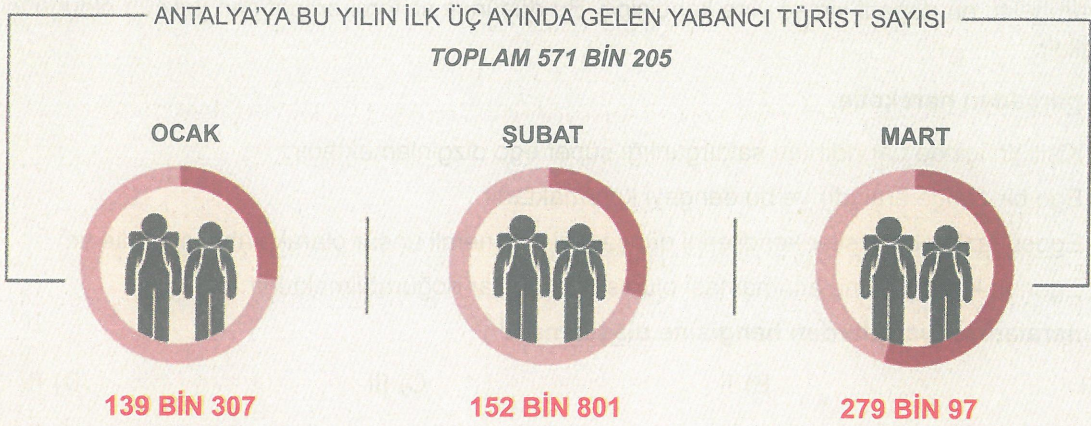 ANTALYA'YA BU YILIN İLK ÜÇ AYINDA GELEN YABANCI TÜRİST SAYISI
TOPLAM 571 BİN 205
OCAK
ŞUBAT
MART
139 BİN 307
152 BİN 801
279 BİN 97